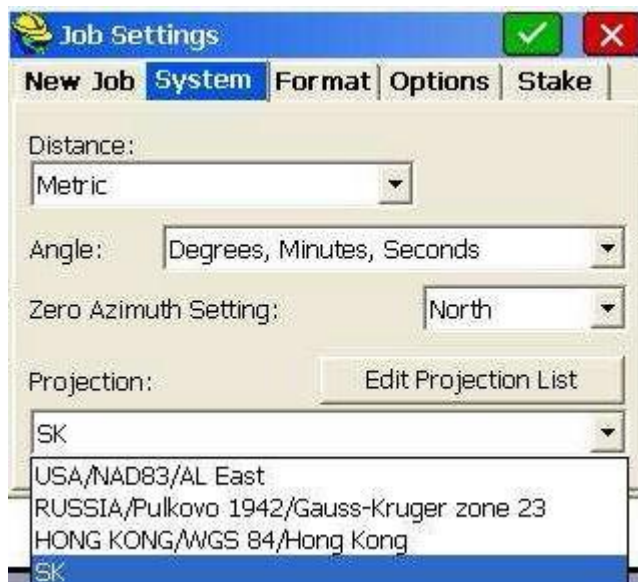 Job Settings
New Job System Format Options Stake
Distance:
Metric
Angle: Degrees, Minutes, Seconds
Zero Azimuth Setting: North
Projection: Edit Projection List
SK
USA/NAD83/AL East
RUSSIA/Pulkovo 1942/Gauss-Kruger zone 23
HONG KONG/WGS 84/Hong Kong
SK